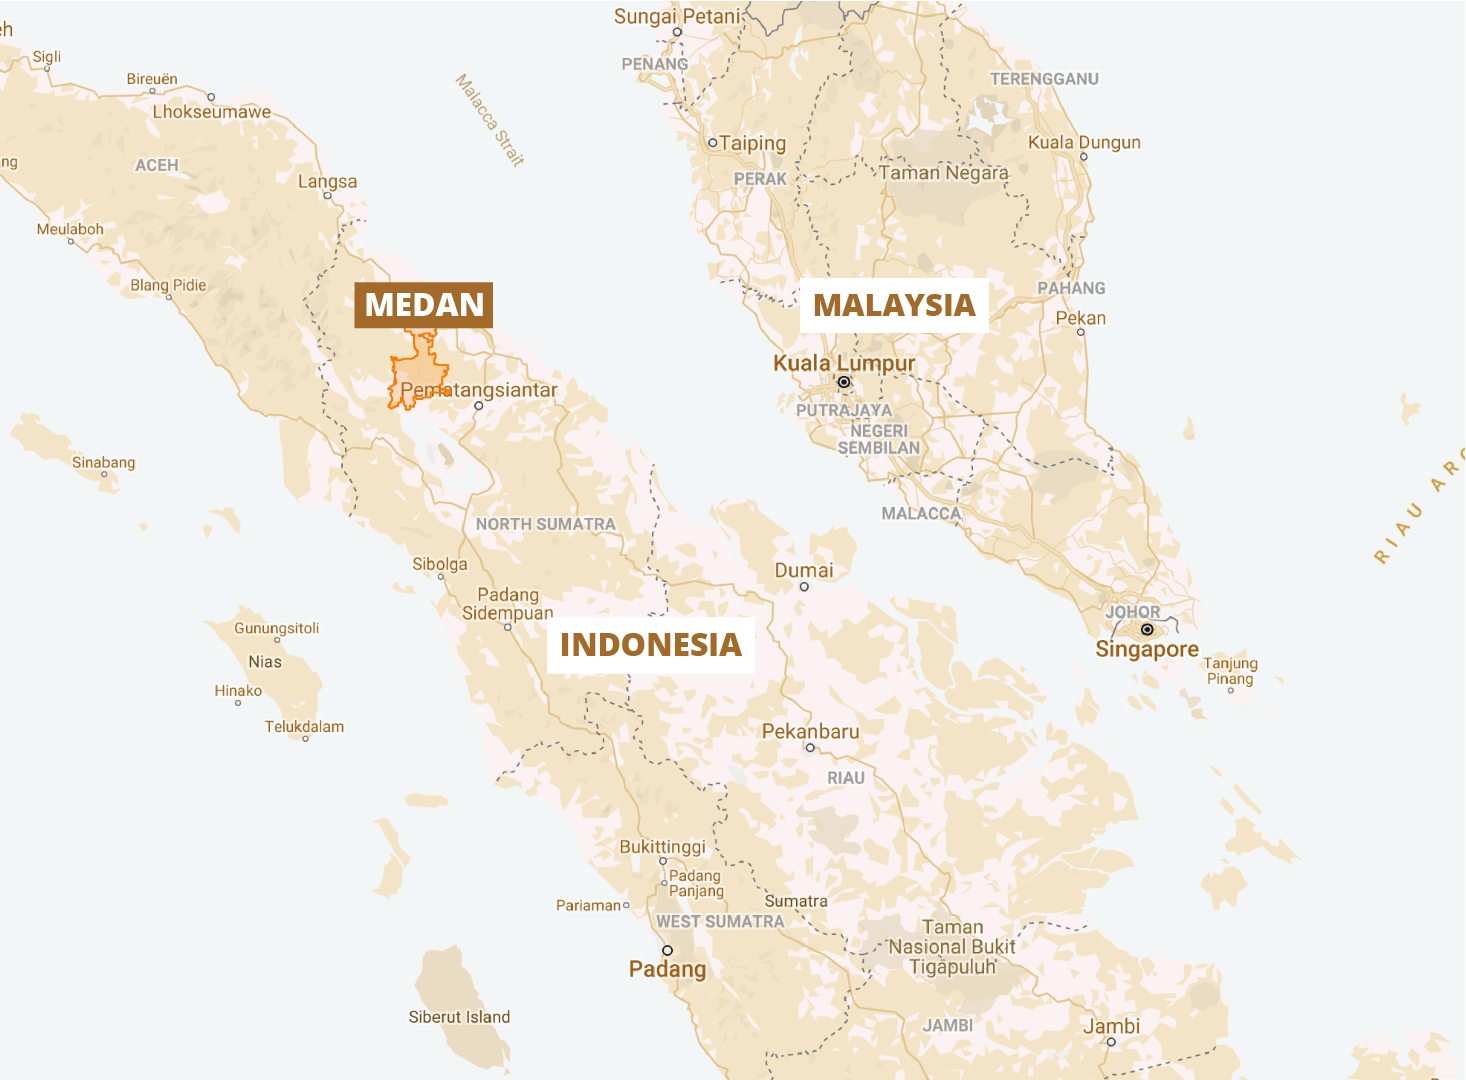 eh
Sungai Petani
Sigli
PENANG
Bireuën
TERENGGANU
Malacca Strait
Lhokseumawe
Taiping
Kuala Dungun
ng
ACEH
Taman Negara
PERAK
Langsa
Meulaboh
Blang Pidie
PAHANG
MEDAN
MALAYSIA
Pekan
Kuala Lumpur
Pematangsiantar
PUTRAJAYA
NEGERI
SEMBILAN
Sinabang
RIAU ARC
MALACCA
NORTH SUMATRA
Sibolga
Dumai
Padang
Sidempuan
JOHOR
Gunungsitoli
INDONESIA
Singapore
Nias
Tanjung
Pinang
Hinako
Telukdalam
Pekanbaru
RIAU
Bukittinggi
Padang
Panjang
Pariaman
Sumatra
WEST SUMATRA
Taman
Nasional Bukit
Tigapuluh
Padang
Siberut Island
JAMBI
Jambi